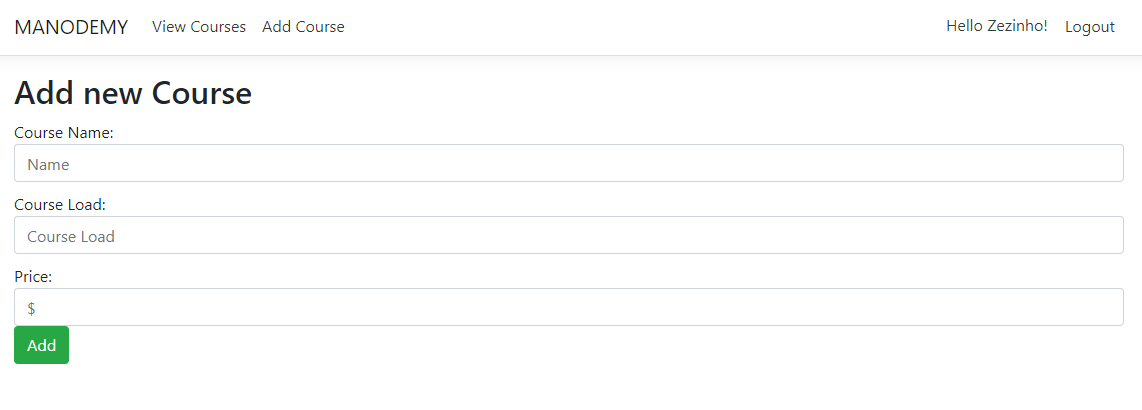 MANODEMY View Courses Add Course Hello Zezinho! Logout
Add new Course
Course Name:
Name
Course Load:
Course Load
Price:
$
Add